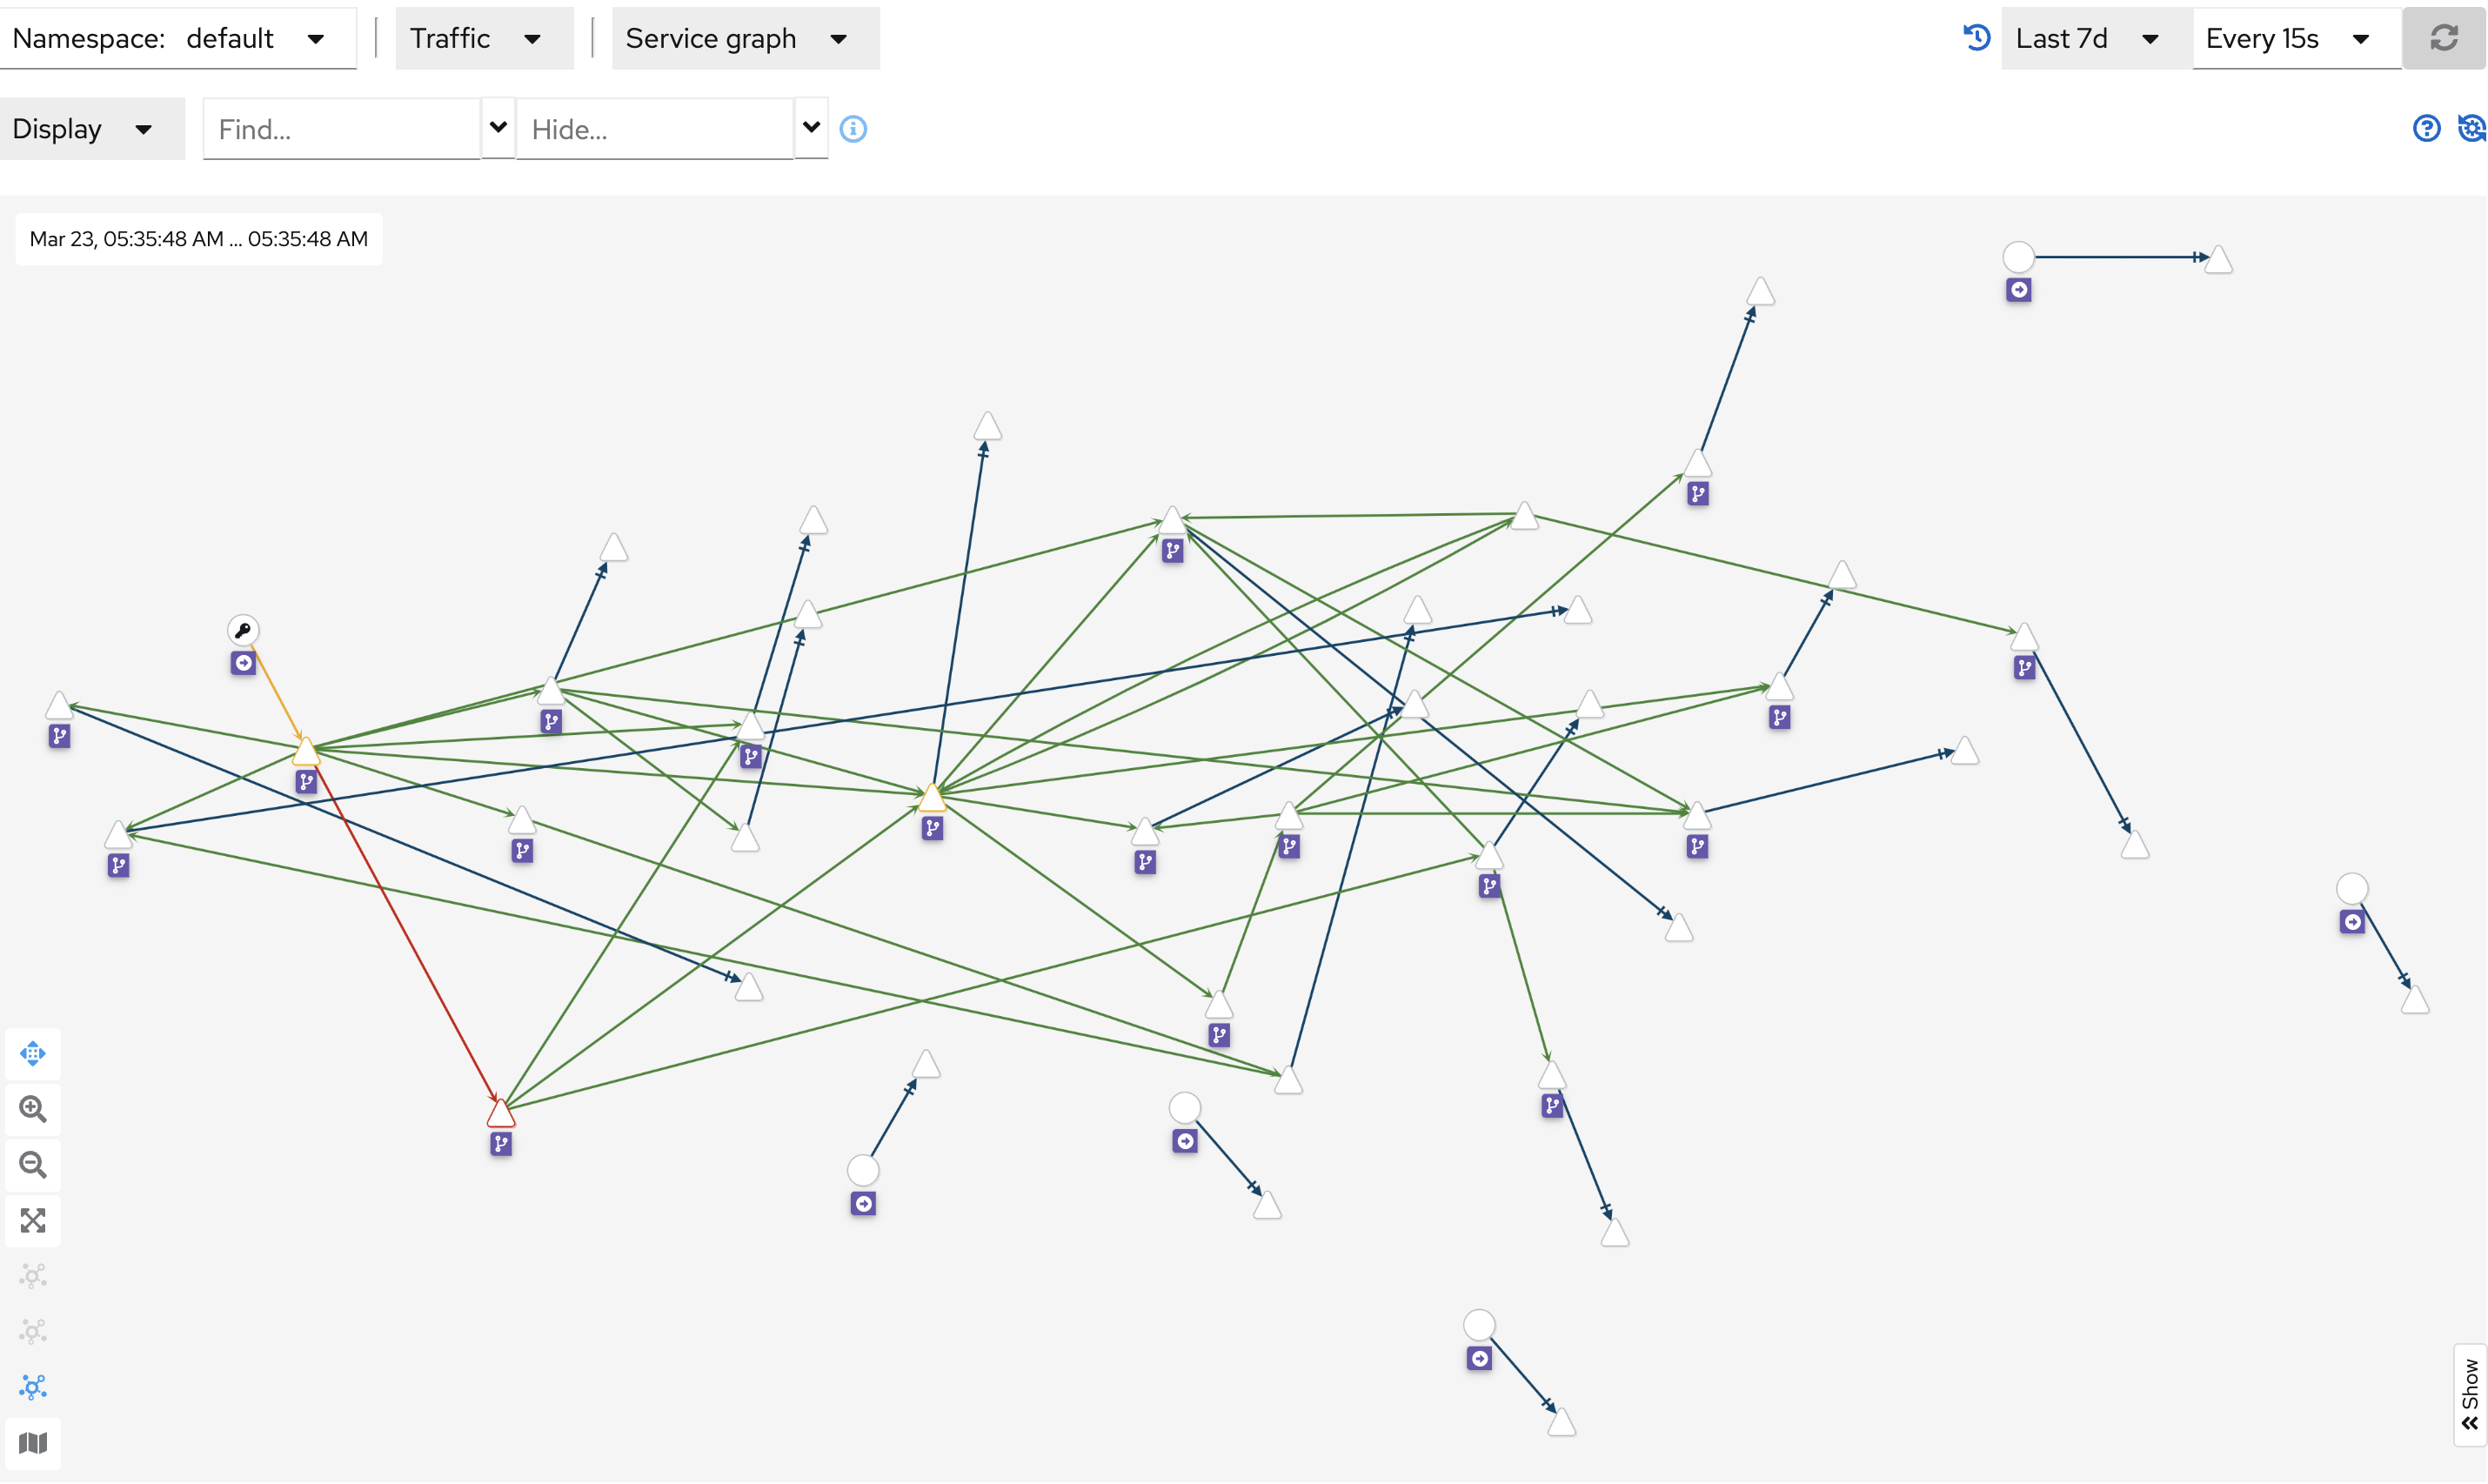 Namespace: default
Traffic
Service graph
Last 7d
Every 15s
Display
Find...
Hide...
Mar 23, 05:35:48 AM ... 05:35:48 AM
Show